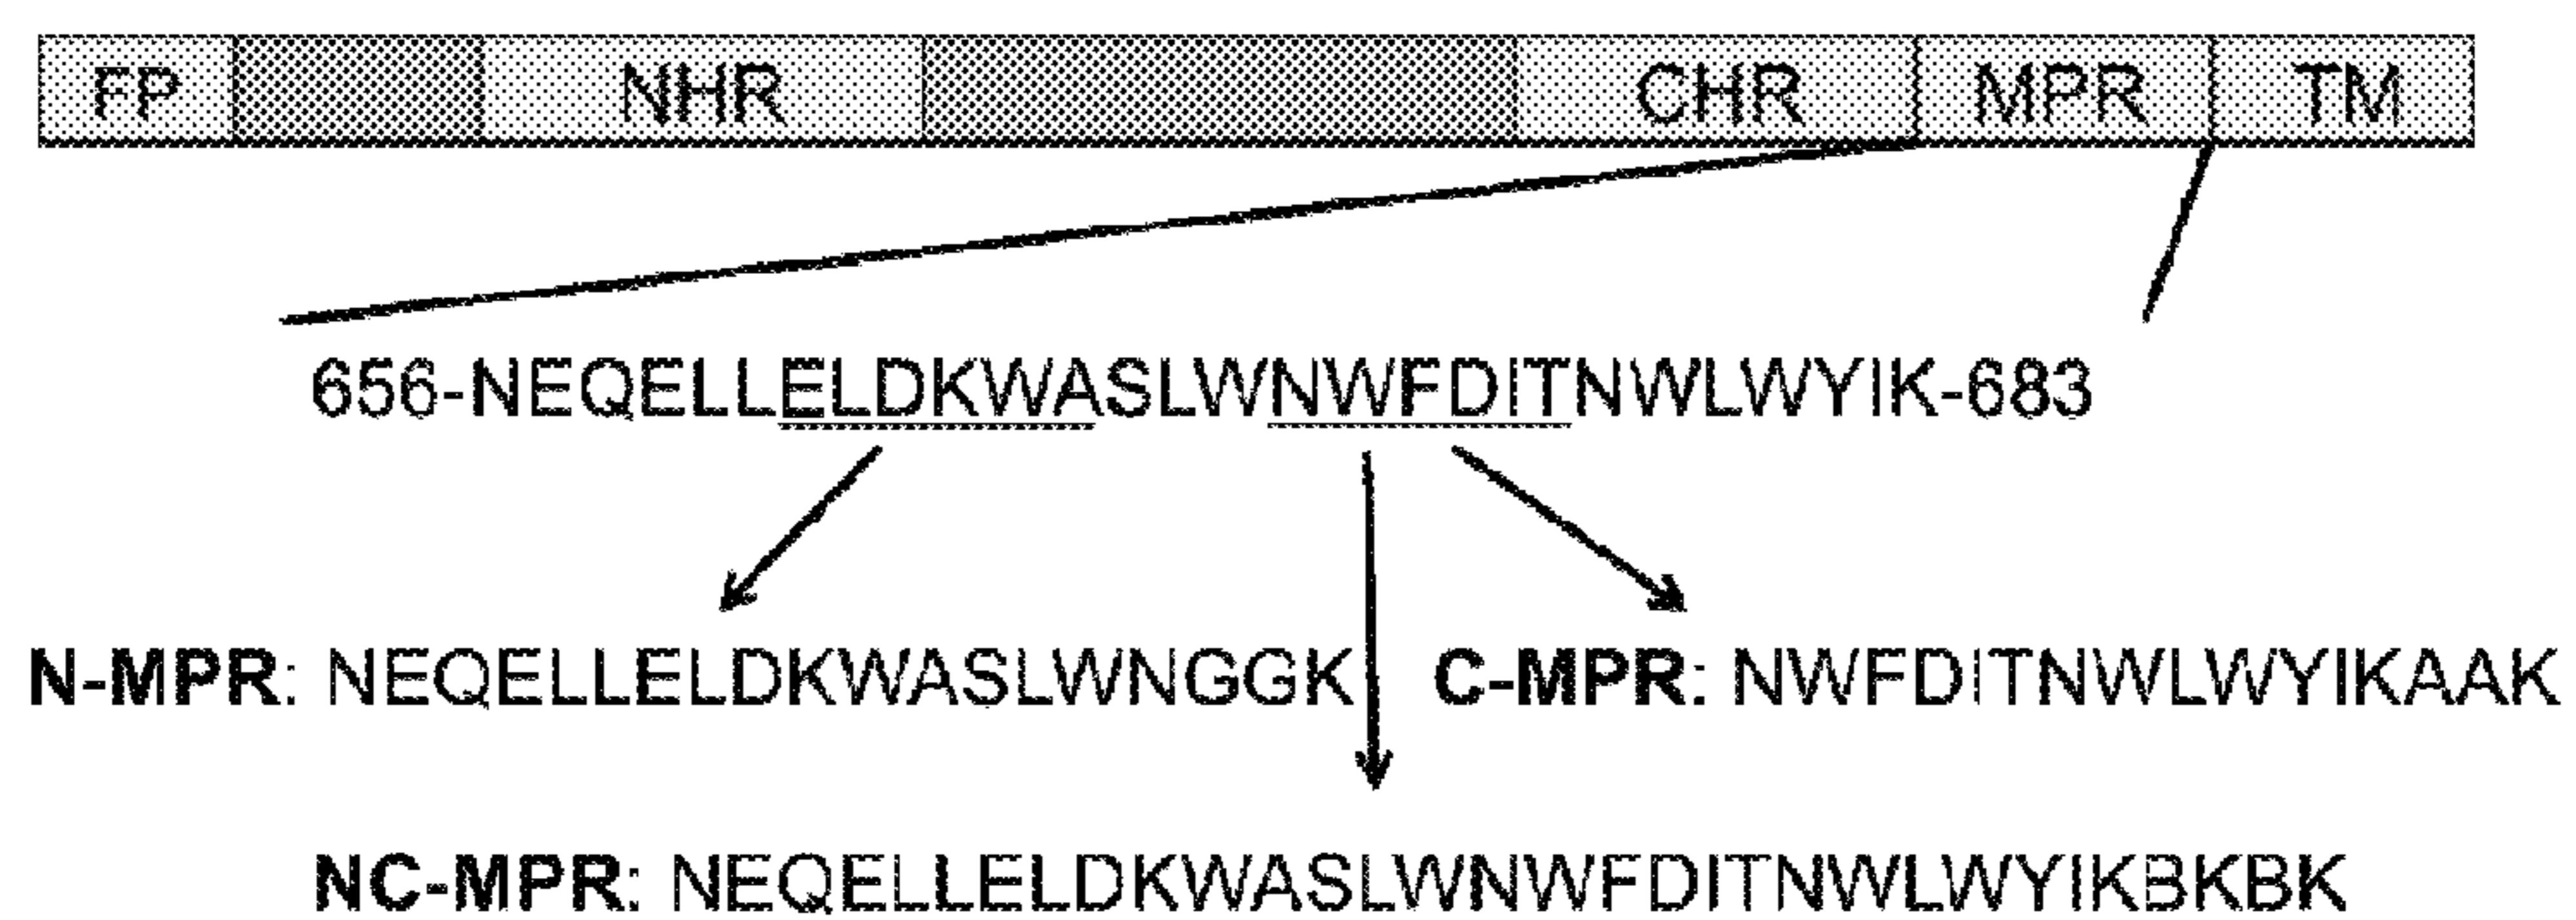 FP NHR CHR MPR TM
656-NEQELLELDKWASLWNWFDITNWLWYIK-683
N-MPR: NEQELLELDKWASLWNGGK C-MPR: NWFDITNWLWYIKAAK
NC-MPR: NEQELLELDKWASLWNWFDITNWLWYIKBKBK